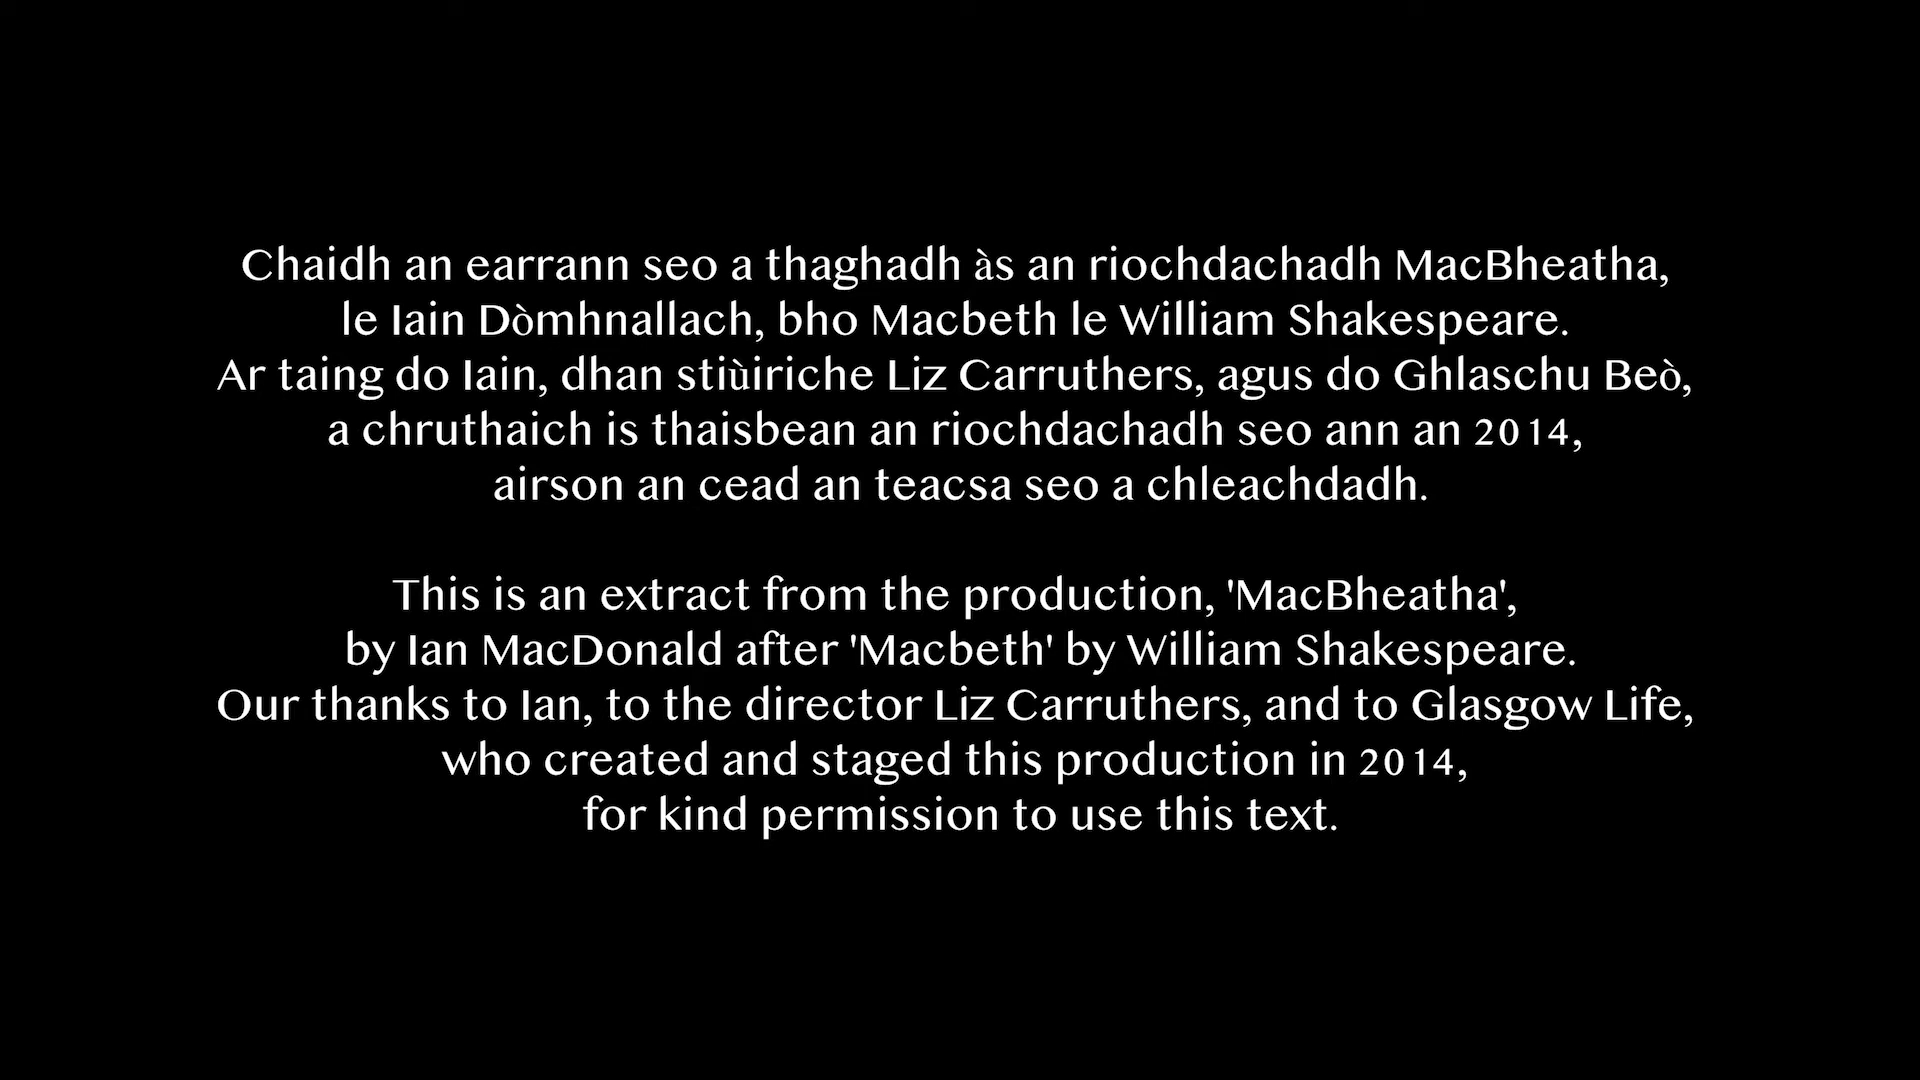 Chaidh an earrann seo a thaghadh às an riochdachadh MacBheatha,
le Iain Dòmhnallach, bho Macbeth le William Shakespeare.
Ar taing do Iain, dhan stiùiriche Liz Carruthers, agus do Ghlaschu Beò,
a chruthaich is thaisbean an riochdachadh seo ann an 2014,
airson an cead an teacsa seo a chleachdadh.
This is an extract from the production, 'MacBheatha',
by Ian MacDonald after 'Macbeth' by William Shakespeare.
Our thanks to Ian, to the director Liz Carruthers, and to Glasgow Life,
who created and staged this production in 2014,
for kind permission to use this text.